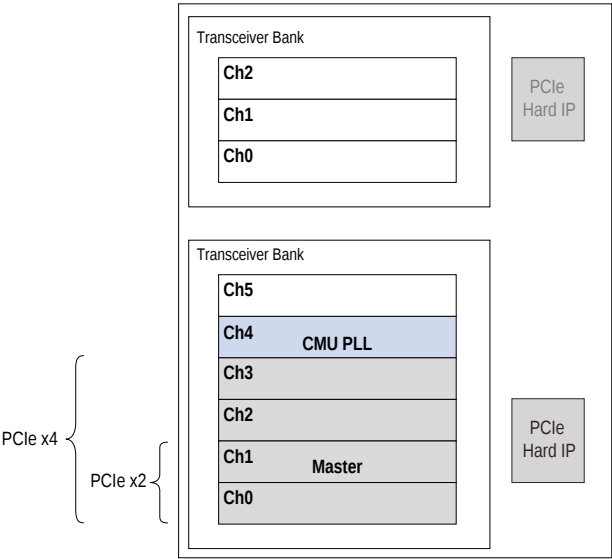 Transceiver Bank
Ch2
Ch1
Ch0
PCIe
Hard IP
Transceiver Bank
Ch5
Ch4
CMU PLL
Ch3
Ch2
Ch1
Master
Ch0
PCIe x4
PCIe x2
PCIe
Hard IP